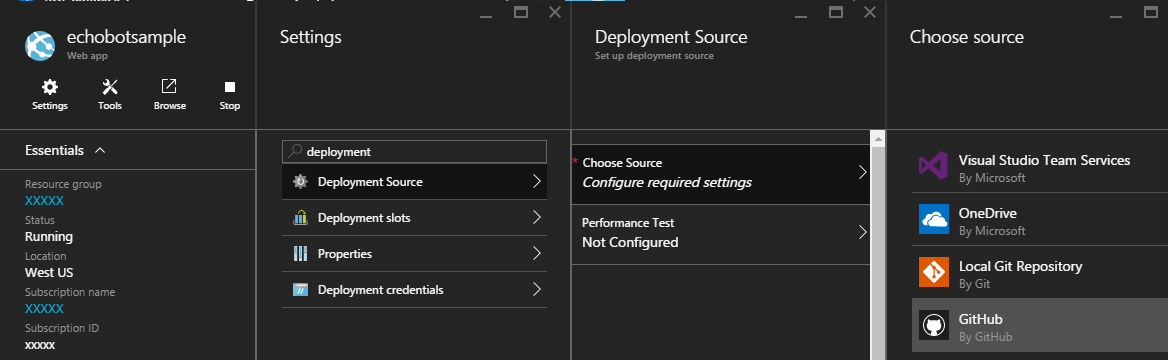 echobotsample
Web app
Settings
Tools
Browse
Stop
Essentials
Resource group
XXXXX
Status
Running
Location
West US
Subscription name
XXXXX
Subscription ID
xxxxx
Settings
deployment
Deployment Source
Deployment slots
Properties
Deployment credentials
Deployment Source
Set up deployment source
* Choose Source
Configure required settings
Performance Test
Not Configured
Choose source
Visual Studio Team Services
By Microsoft
OneDrive
By Microsoft
Local Git Repository
By Git
GitHub
By GitHub